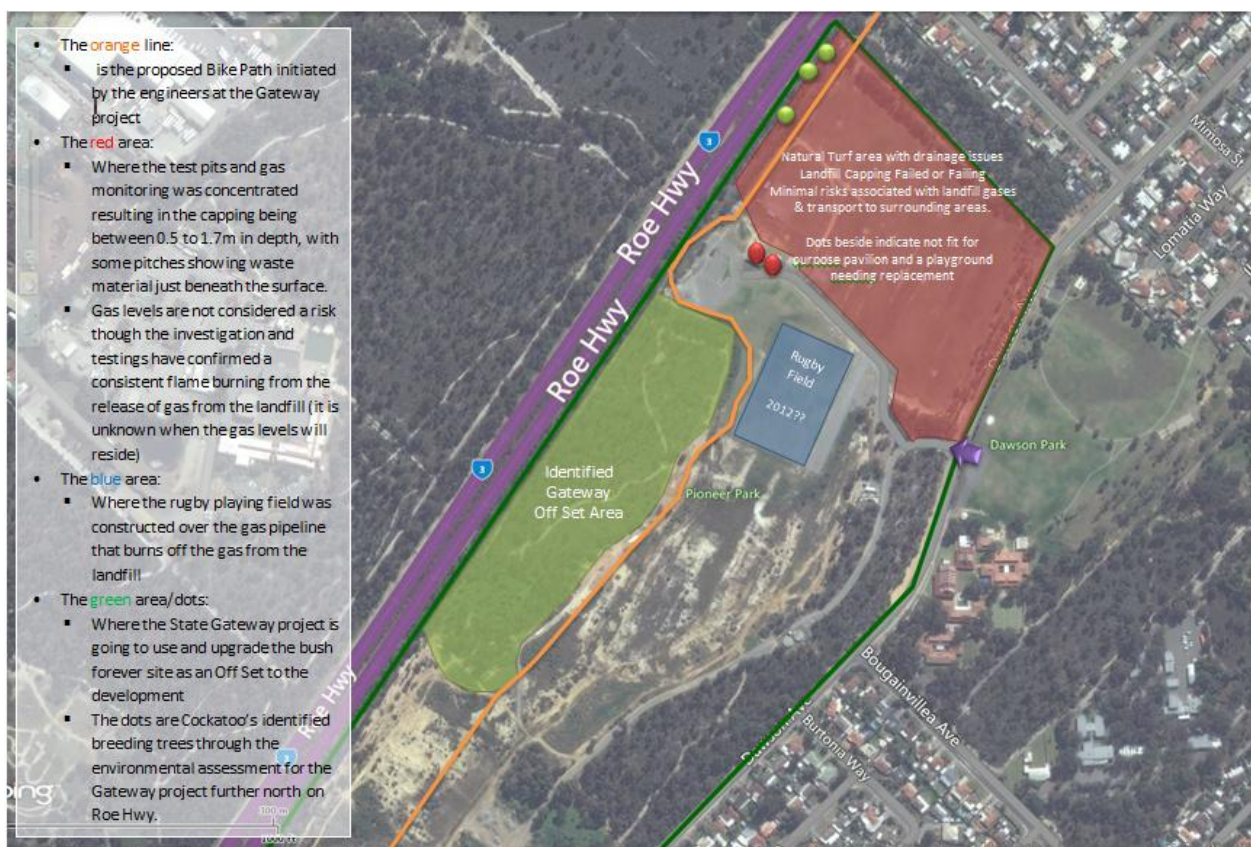 • The orange line:
▪ is the proposed Bike Path initiated
by the engineers at the Gateway
project
• The red area:
▪ Where the test pits and gas
monitoring was concentrated
resulting in the capping being
between 0.5 to 1.7m in depth, with
some pitches showing waste
material just beneath the surface.
▪ Gas levels are not considered a risk
though the investigation and
testings have confirmed a
consistent flame burning from the
release of gas from the landfill (it is
unknown when the gas levels will
reside)
• The blue area:
▪ Where the rugby playing field was
constructed over the gas pipeline
that burns off the gas from the
landfill
• The green area/dots:
▪ Where the State Gateway project is
going to use and upgrade the bush
forever site as an Off Set to the
development
▪ The dots are Cockatoo's identified
breeding trees through the
environmental assessment for the
Gateway project further north on
Roe Hwy.
Natural Turf area with drainage issues
Landfill Capping Failed or Failing
Minimal risks associated with landfill gases
& transport to surrounding areas.
Dots beside indicate not fit for
purpose pavilion and a playground
needing replacement
Rugby
Field
2012??
Identified
Gateway
Off Set Area
Pioneer Park
Dawson Park
Roe Hwy
Roe Hwy
Roe Hwy
3
3
3
Mimosa St
Lomatia Way
Bougainvillea Ave
Burtonia Way
Dawson Ave
bing
300 m
1000 ft